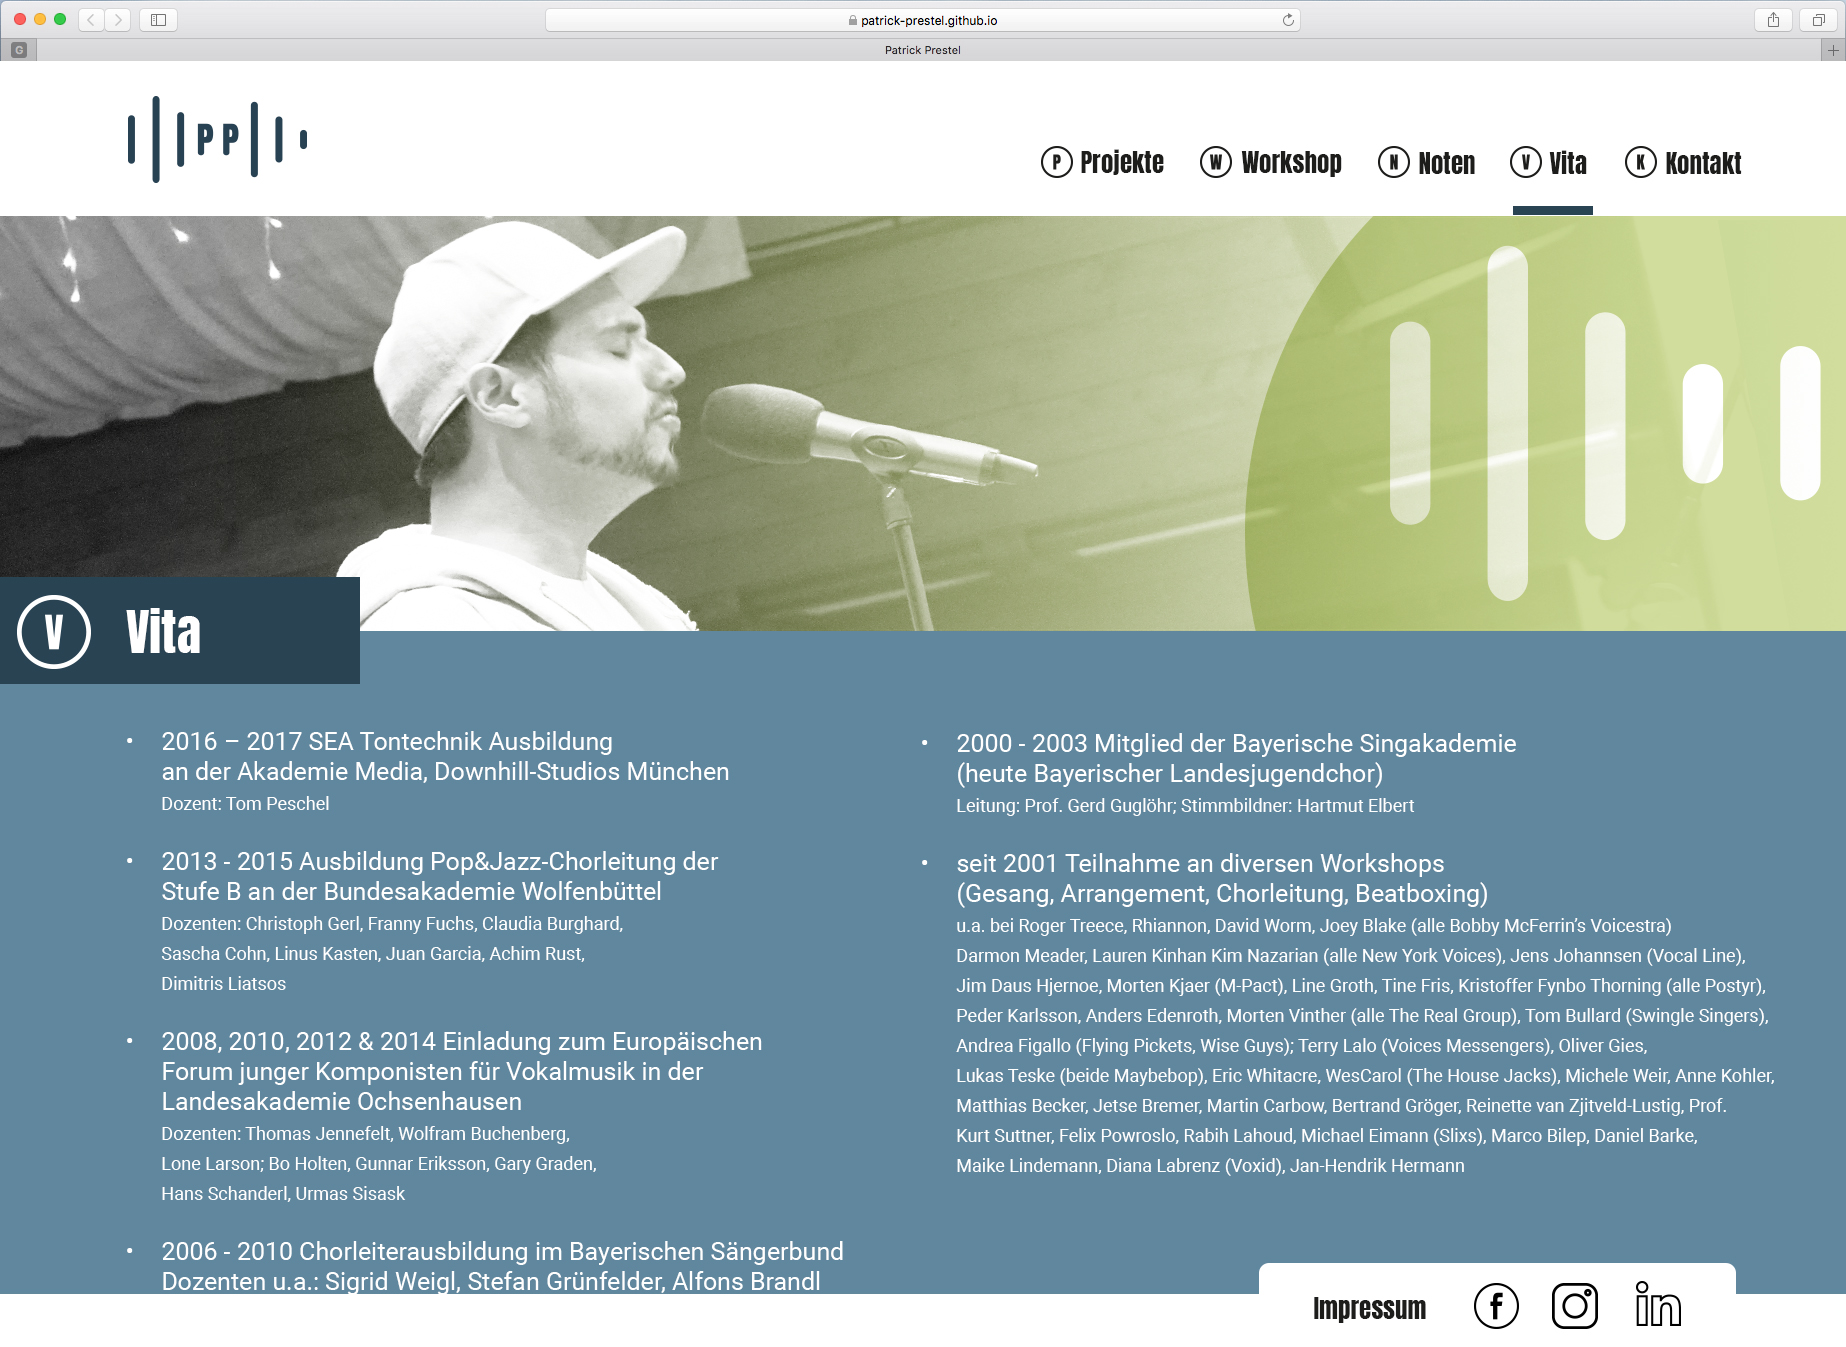 patrick-prestel.github.io
G
Patrick Prestel
PP
P Projekte
W Workshop
N Noten
V Vita
K Kontakt
V Vita
• 2016 – 2017 SEA Tontechnik Ausbildung
an der Akademie Media, Downhill-Studios München
Dozent: Tom Peschel
• 2013 - 2015 Ausbildung Pop&Jazz-Chorleitung der
Stufe B an der Bundesakademie Wolfenbüttel
Dozenten: Christoph Gerl, Franny Fuchs, Claudia Burghard,
Sascha Cohn, Linus Kasten, Juan Garcia, Achim Rust,
Dimitris Liatsos
• 2008, 2010, 2012 & 2014 Einladung zum Europäischen
Forum junger Komponisten für Vokalmusik in der
Landesakademie Ochsenhausen
Dozenten: Thomas Jennefelt, Wolfram Buchenberg,
Lone Larson; Bo Holten, Gunnar Eriksson, Gary Graden,
Hans Schanderl, Urmas Sisask
• 2006 - 2010 Chorleiterausbildung im Bayerischen Sängerbund
Dozenten u.a.: Sigrid Weigl, Stefan Grünfelder, Alfons Brandl
• 2000 - 2003 Mitglied der Bayerische Singakademie
(heute Bayerischer Landesjugendchor)
Leitung: Prof. Gerd Guglöhr; Stimmbildner: Hartmut Elbert
• seit 2001 Teilnahme an diversen Workshops
(Gesang, Arrangement, Chorleitung, Beatboxing)
u.a. bei Roger Treece, Rhiannon, David Worm, Joey Blake (alle Bobby McFerrin’s Voicestra)
Darmon Meader, Lauren Kinhan Kim Nazarian (alle New York Voices), Jens Johannsen (Vocal Line),
Jim Daus Hjernoe, Morten Kjaer (M-Pact), Line Groth, Tine Fris, Kristoffer Fynbo Thorning (alle Postyr),
Peder Karlsson, Anders Edenroth, Morten Vinther (alle The Real Group), Tom Bullard (Swingle Singers),
Andrea Figallo (Flying Pickets, Wise Guys); Terry Lalo (Voices Messengers), Oliver Gies,
Lukas Teske (beide Maybebop), Eric Whitacre, WesCarol (The House Jacks), Michele Weir, Anne Kohler,
Matthias Becker, Jetse Bremer, Martin Carbow, Bertrand Gröger, Reinette van Zjitveld-Lustig, Prof.
Kurt Suttner, Felix Powroslo, Rabih Lahoud, Michael Eimann (Slixs), Marco Bilep, Daniel Barke,
Maike Lindemann, Diana Labrenz (Voxid), Jan-Hendrik Hermann
Impressum f in